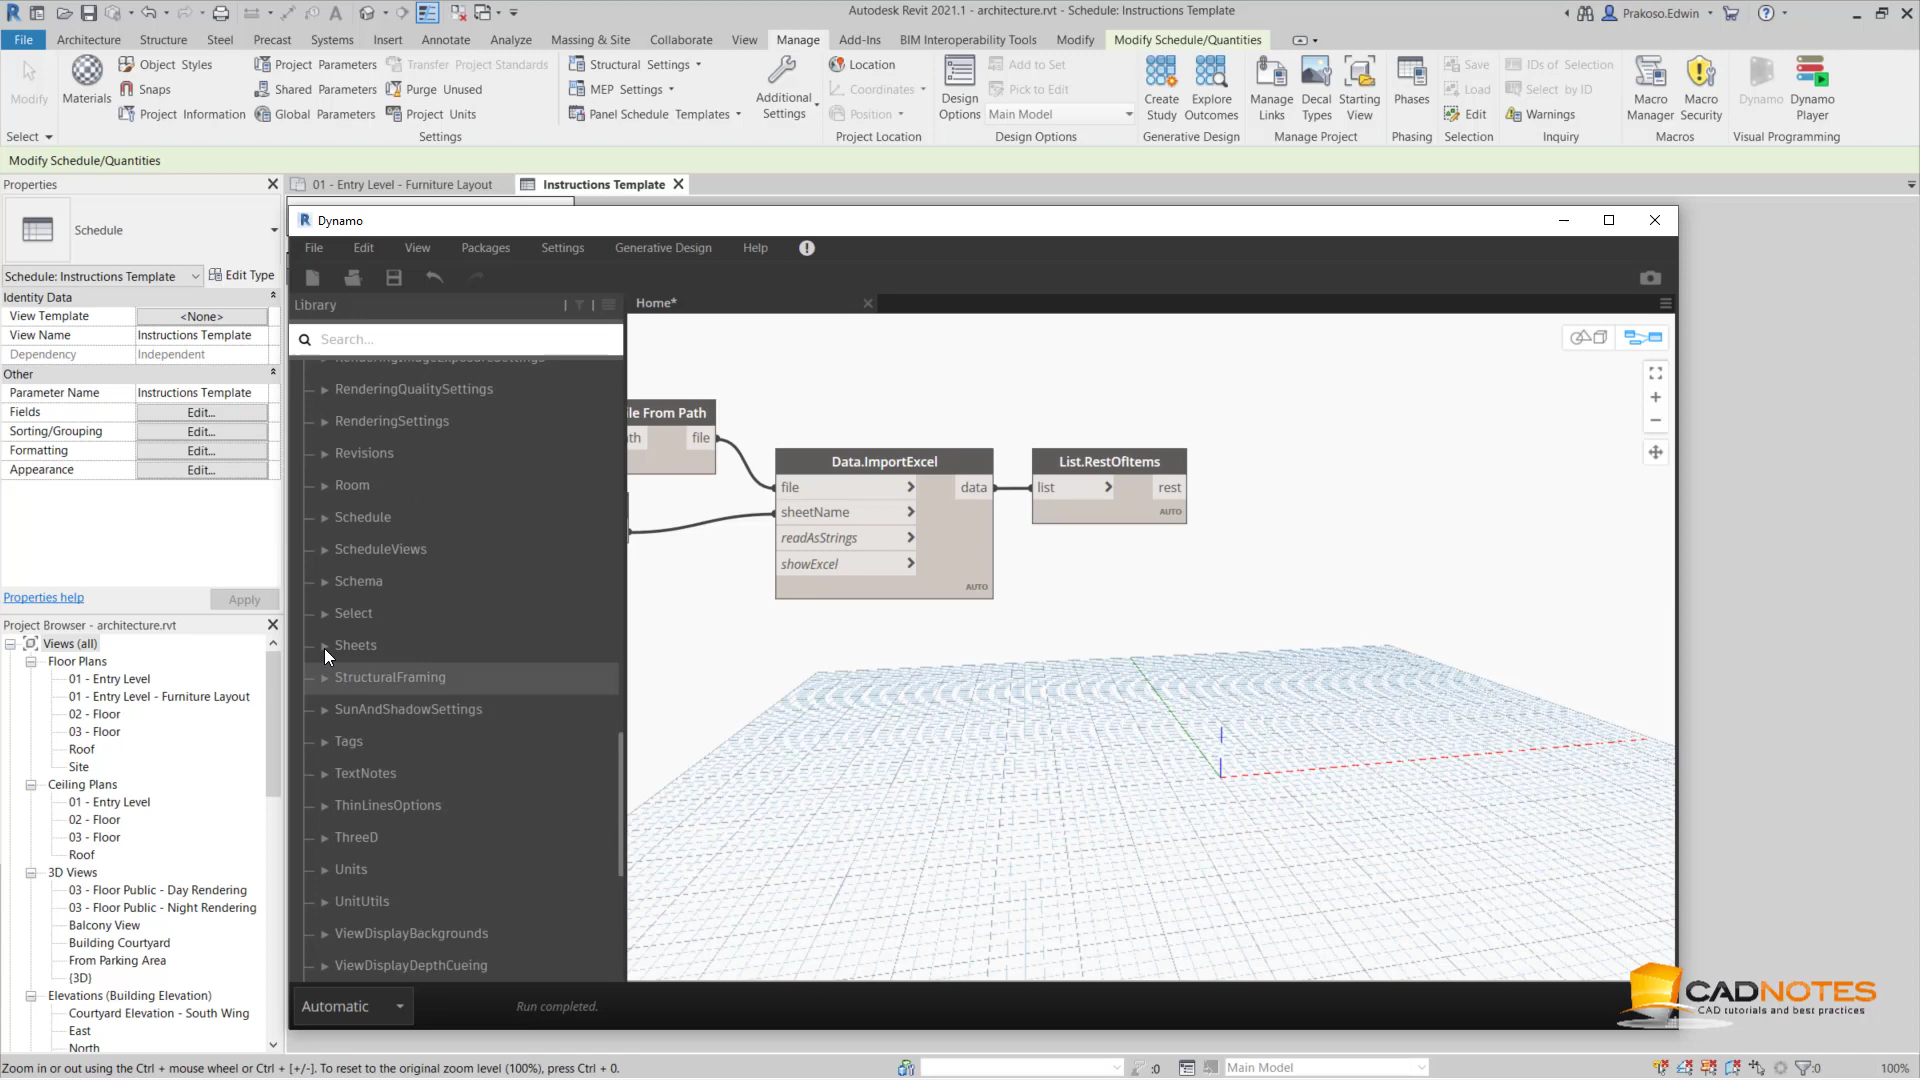 Autodesk Revit 2021.1 - architecture.rvt - Schedule: Instructions Template
Prakoso.Edwin
File Architecture Structure Steel Precast Systems Insert Annotate Analyze Massing & Site Collaborate View Manage Add-Ins BIM Interoperability Tools Modify Modify Schedule/Quantities
Modify
Select
Materials
Object Styles
Snaps
Project Information
Project Parameters
Shared Parameters
Global Parameters
Transfer Project Standards
Purge Unused
Project Units
Settings
Structural Settings
MEP Settings
Panel Schedule Templates
Additional Settings
Location
Coordinates
Position
Project Location
Design Options
Add to Set
Pick to Edit
Main Model
Design Options
Create Study
Explore Outcomes
Generative Design
Manage Links
Decal Types
Starting View
Manage Project
Phases
Phasing
Save
Load
Edit
Selection
IDs of Selection
Select by ID
Warnings
Inquiry
Macro Manager
Macro Security
Macros
Dynamo
Dynamo Player
Visual Programming
Modify Schedule/Quantities
Properties
01 - Entry Level - Furniture Layout
Instructions Template
Schedule
Schedule: Instructions Template
Edit Type
Identity Data
View Template <None>
View Name Instructions Template
Dependency Independent
Other
Parameter Name Instructions Template
Fields Edit...
Sorting/Grouping Edit...
Formatting Edit...
Appearance Edit...
Properties help
Apply
Project Browser - architecture.rvt
Views (all)
Floor Plans
01 - Entry Level
01 - Entry Level - Furniture Layout
02 - Floor
03 - Floor
Roof
Site
Ceiling Plans
01 - Entry Level
02 - Floor
03 - Floor
Roof
3D Views
03 - Floor Public - Day Rendering
03 - Floor Public - Night Rendering
Balcony View
Building Courtyard
From Parking Area
{3D}
Elevations (Building Elevation)
Courtyard Elevation - South Wing
East
North
Dynamo
File Edit View Packages Settings Generative Design Help
Library
Home*
Search...
RenderingQualitySettings
RenderingSettings
Revisions
Room
Schedule
ScheduleViews
Schema
Select
Sheets
StructuralFraming
SunAndShadowSettings
Tags
TextNotes
ThinLinesOptions
ThreeD
Units
UnitUtils
ViewDisplayBackgrounds
ViewDisplayDepthCueing
ile From Path
th file
Data.ImportExcel
file data
sheetName
readAsStrings
showExcel
AUTO
List.RestOfItems
list rest
AUTO
Automatic
Run completed.
CADNOTES
CAD tutorials and best practices
Zoom in or out using the Ctrl + mouse wheel or Ctrl + [+/-]. To reset to the original zoom level (100%), press Ctrl + 0.
:0
Main Model
:0
100%